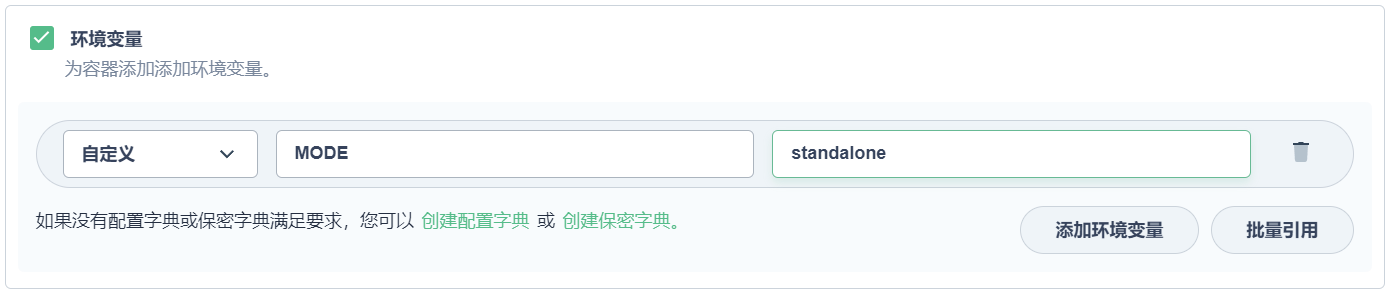 环境变量
为容器添加添加环境变量。
自定义 MODE standalone
如果没有配置字典或保密字典满足要求，您可以 创建配置字典 或 创建保密字典。
添加环境变量 批量引用